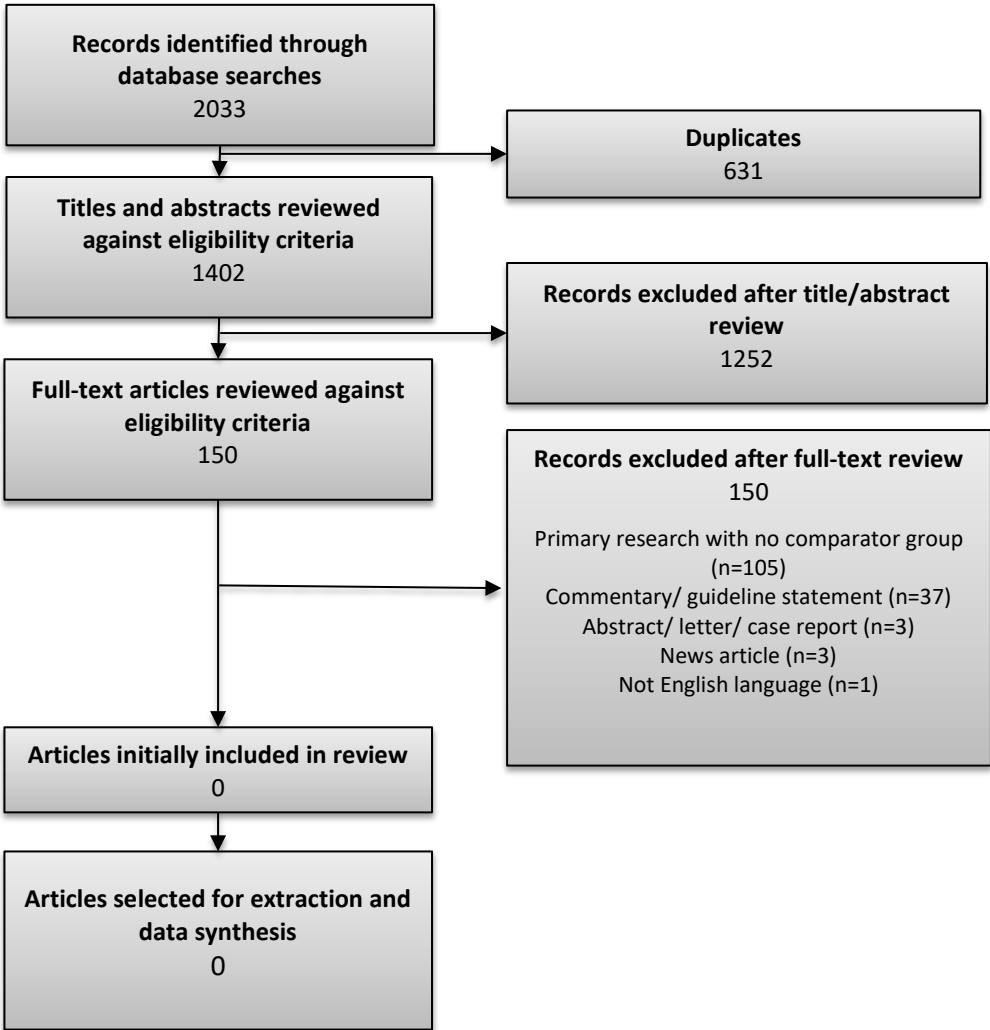 Records identified through
database searches
2033
Duplicates
631
Titles and abstracts reviewed
against eligibility criteria
1402
Records excluded after title/abstract
review
1252
Full-text articles reviewed against
eligibility criteria
150
Records excluded after full-text review
150
Primary research with no comparator group
(n=105)
Commentary/ guideline statement (n=37)
Abstract/ letter/ case report (n=3)
News article (n=3)
Not English language (n=1)
Articles initially included in review
0
Articles selected for extraction and
data synthesis
0